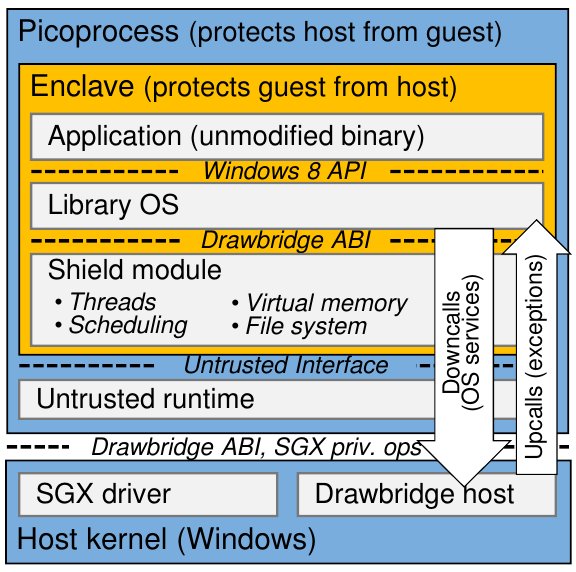 Picoprocess (protects host from guest)
Enclave (protects guest from host)
Application (unmodified binary)
Windows 8 API
Library OS
Drawbridge ABI
Shield module
• Threads
• Virtual memory
• Scheduling
• File system
Untrusted Interface
Untrusted runtime
Downcalls
(OS services)
Upcalls (exceptions)
Drawbridge ABI, SGX priv. ops
SGX driver
Drawbridge host
Host kernel (Windows)